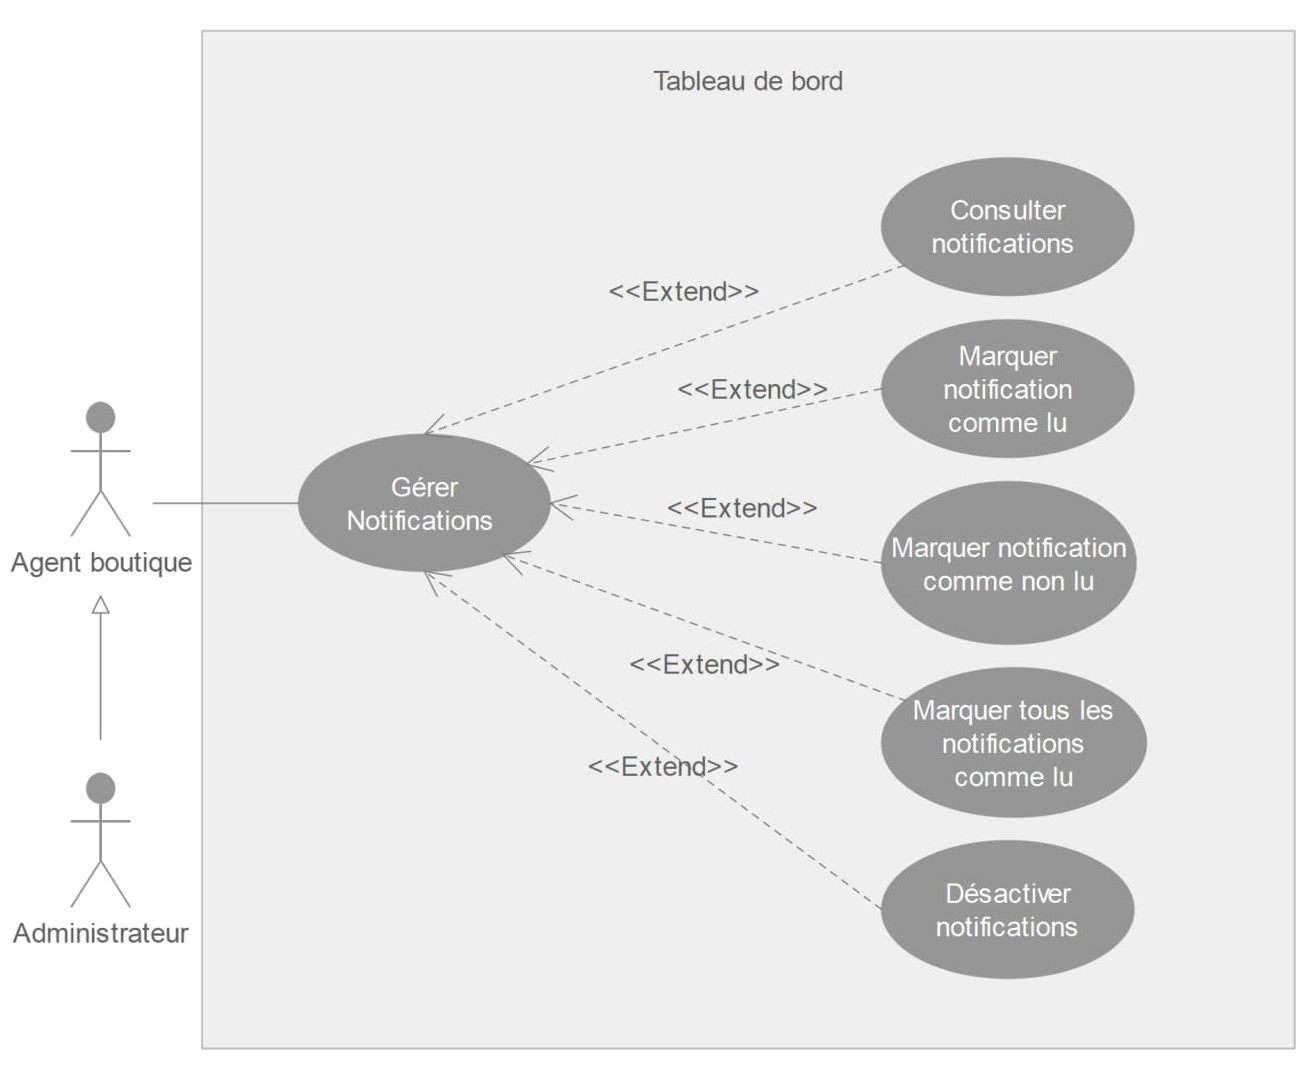 Tableau de bord
Consulter
notifications
<<Extend>>
Marquer
notification
comme lu
<<Extend>>
Gérer
Notifications
<<Extend>>
Marquer notification
comme non lu
Agent boutique
<<Extend>>
Marquer tous les
notifications
comme lu
<<Extend>>
Désactiver
notifications
Administrateur